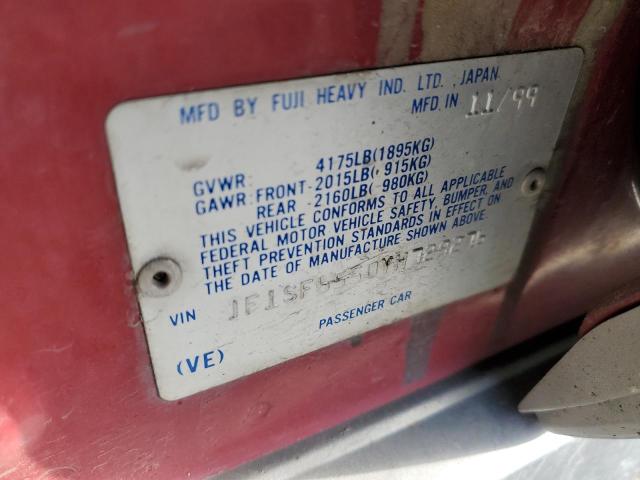 MFD BY FUJI HEAVY IND. LTD., JAPAN
MFD. IN 11/99
GVWR: 4175LB(1895KG)
GAWR: FRONT-2015LB( 915KG)
REAR -2160LB( 980KG)
THIS VEHICLE CONFORMS TO ALL APPLICABLE
FEDERAL MOTOR VEHICLE SAFETY, BUMPER, AND
THEFT PREVENTION STANDARDS IN EFFECT ON
THE DATE OF MANUFACTURE SHOWN ABOVE.
VIN
PASSENGER CAR
(VE)